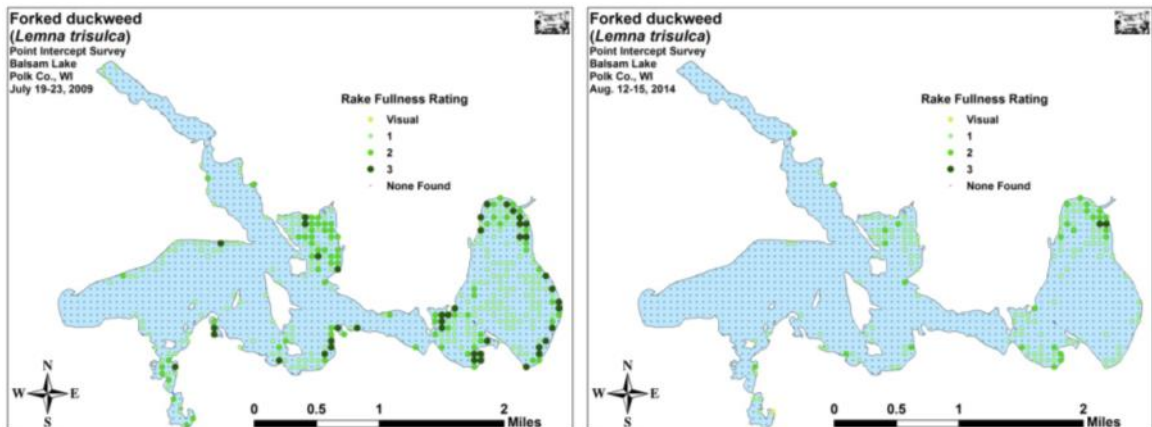 Forked duckweed
(Lemna trisulca)
Point Intercept Survey
Balsam Lake
Polk Co., WI
July 19-23, 2009
Rake Fullness Rating
Visual
1
2
3
None Found
N
W E
S
0 0.5 1 2
Miles
Forked duckweed
(Lemna trisulca)
Point Intercept Survey
Balsam Lake
Polk Co., WI
Aug. 12-15, 2014
Rake Fullness Rating
Visual
1
2
3
None Found
N
W E
S
0 0.5 1 2
Miles